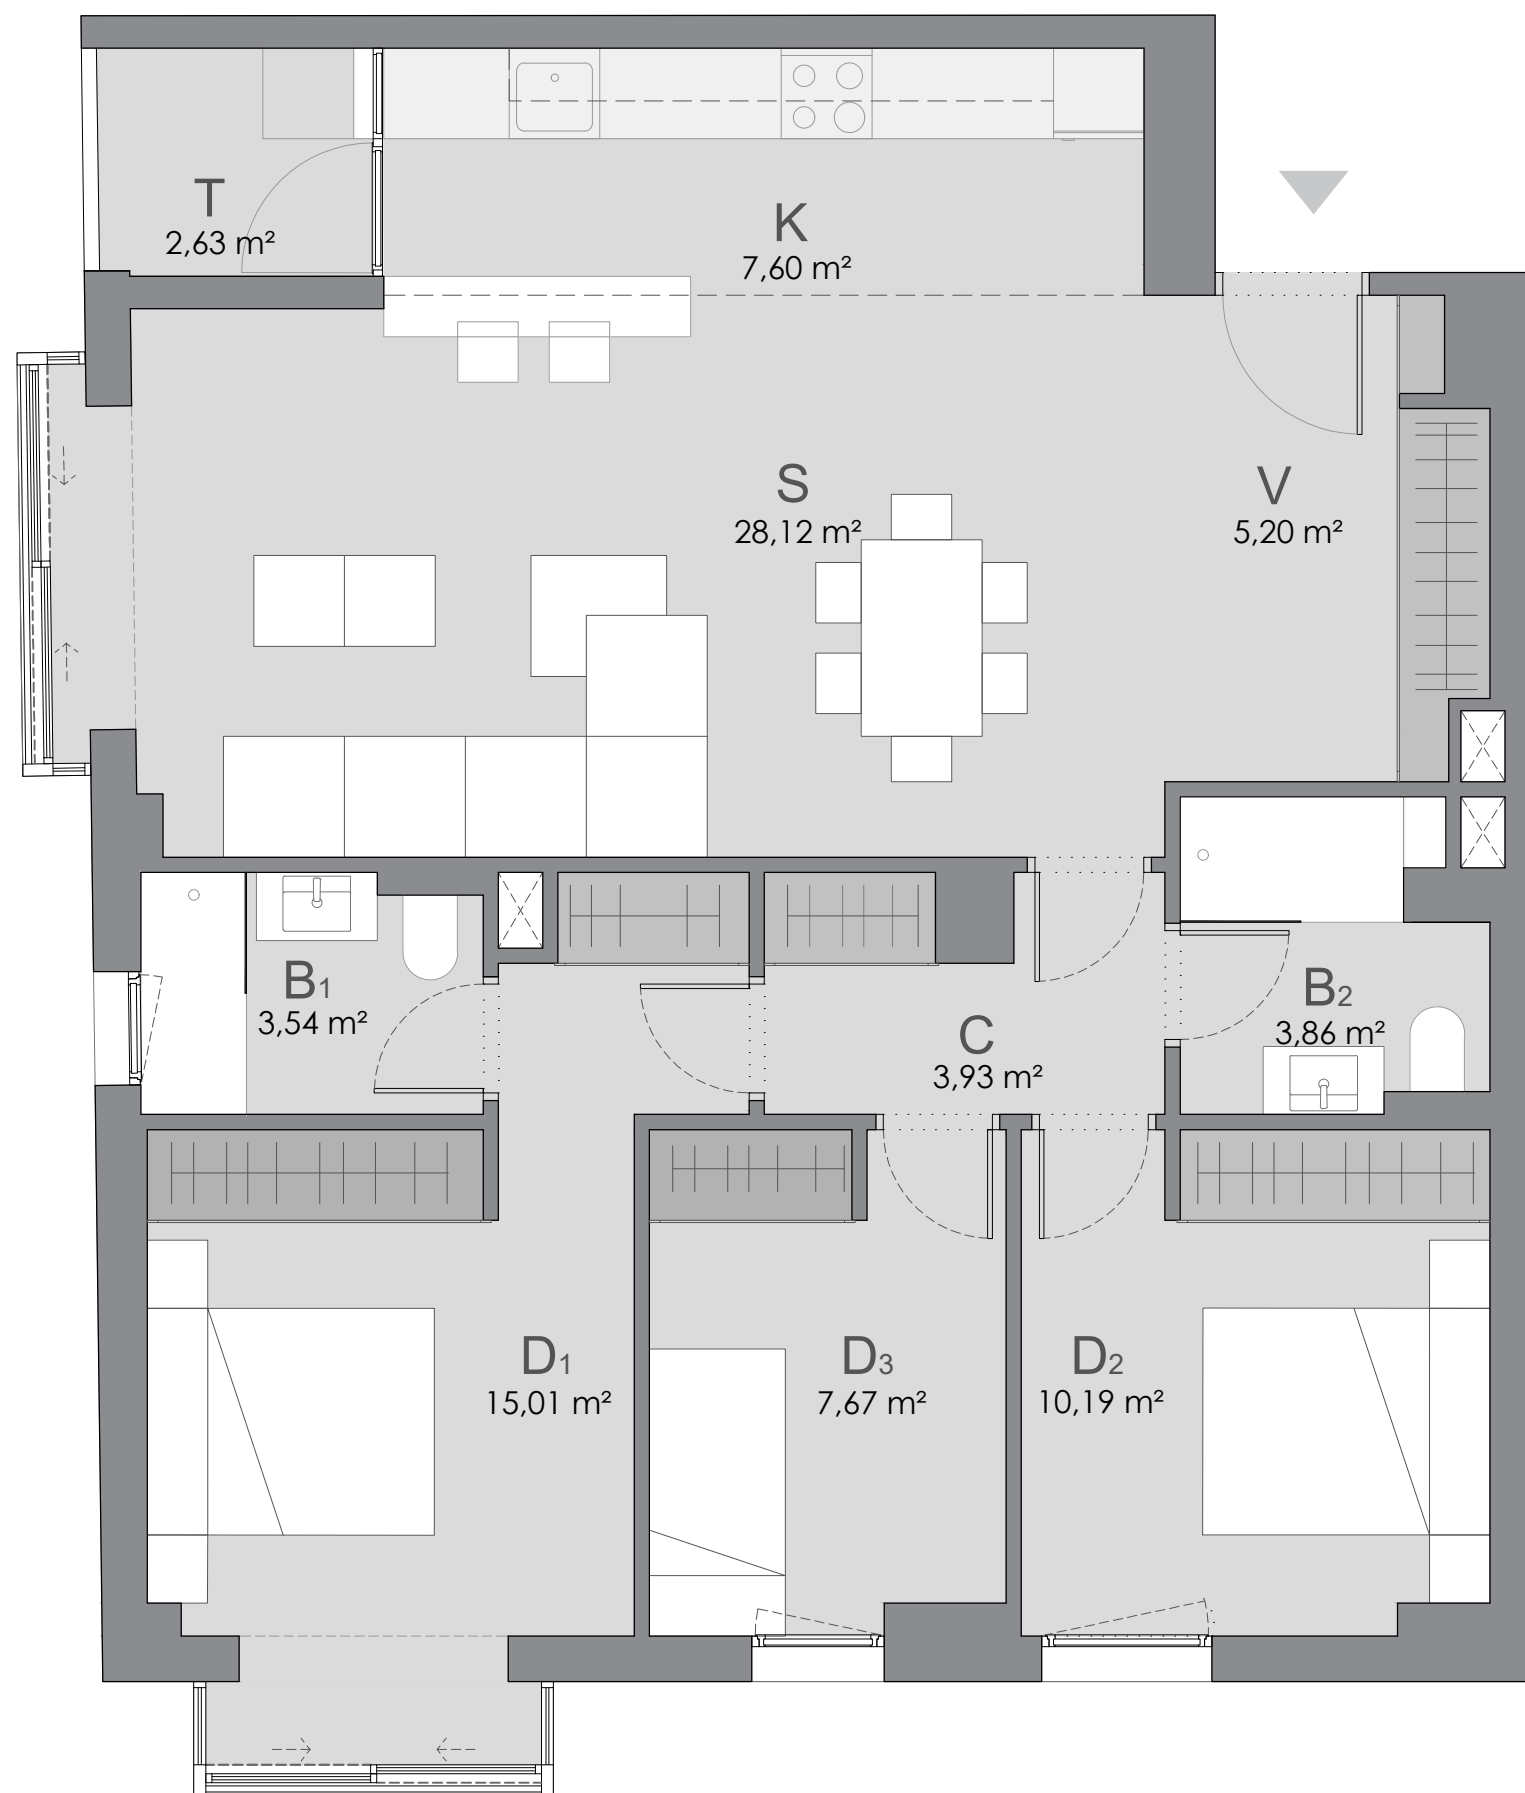 T
2,63 m²
K
7,60 m²
S
28,12 m²
V
5,20 m²
B1
3,54 m²
B2
3,86 m²
C
3,93 m²
D1
15,01 m²
D3
7,67 m²
D2
10,19 m²